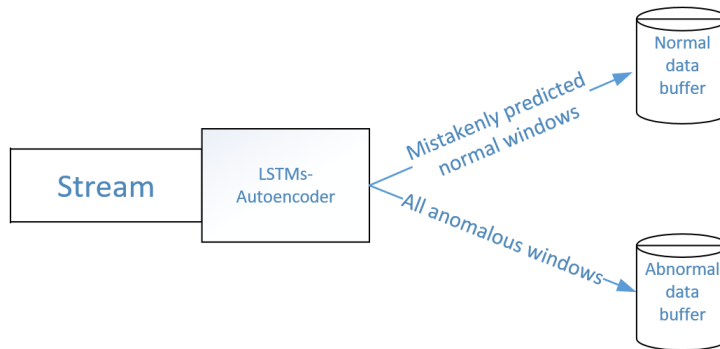 Stream
LSTMs-
Autoencoder
Mistakenly predicted
normal windows
All anomalous windows
Normal
data
buffer
Abnormal
data
buffer